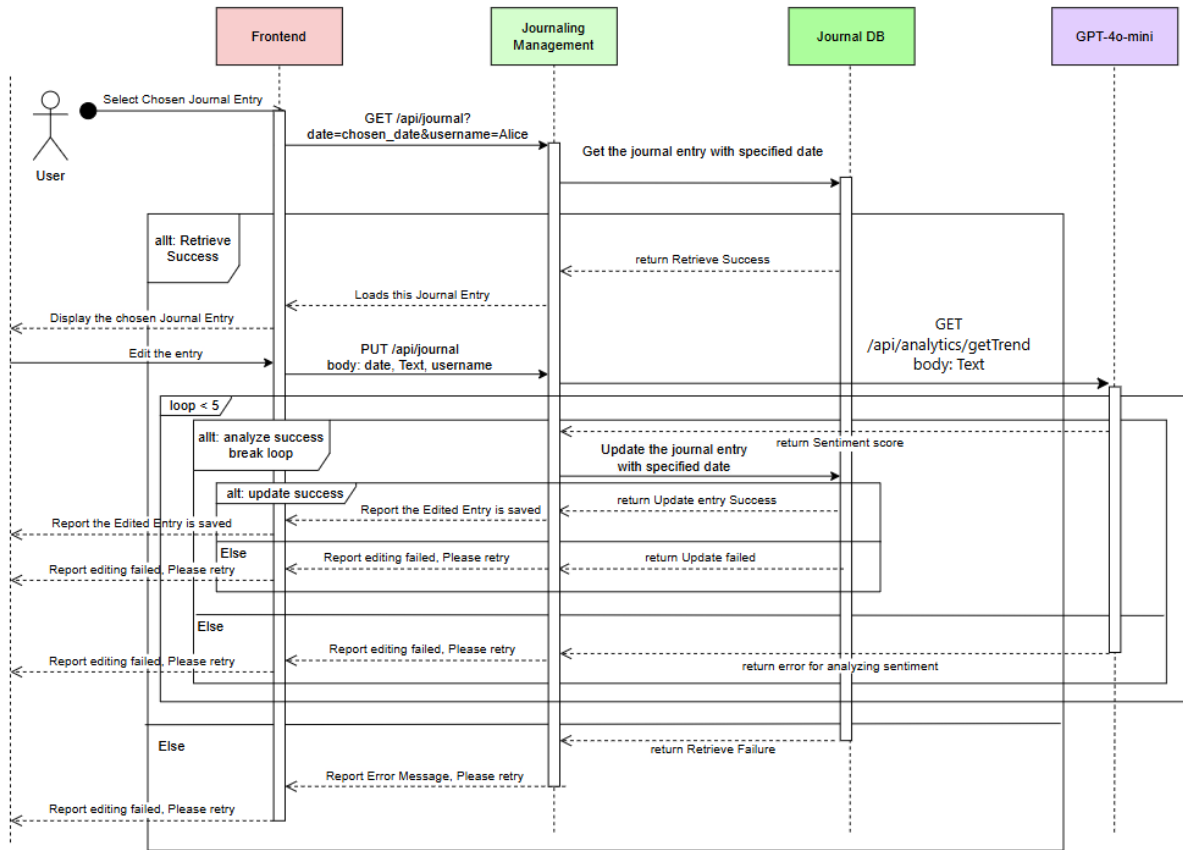 Frontend
Journaling
Management
Journal DB
GPT-4o-mini
Select Chosen Journal Entry
User
GET /api/journal?
date=chosen_date&username=Alice
Get the journal entry with specified date
allt: Retrieve
Success
return Retrieve Success
Loads this Journal Entry
Display the chosen Journal Entry
Edit the entry
PUT /api/journal
body: date, Text, username
GET
/api/analytics/getTrend
body: Text
loop < 5
allt: analyze success
break loop
return Sentiment score
Update the journal entry
with specified date
alt: update success
return Update entry Success
Report the Edited Entry is saved
Report the Edited Entry is saved
Else
Report editing failed, Please retry
return Update failed
Report editing failed, Please retry
Else
Report editing failed, Please retry
Report editing failed, Please retry
return error for analyzing sentiment
Else
return Retrieve Failure
Report Error Message, Please retry
Report editing failed, Please retry